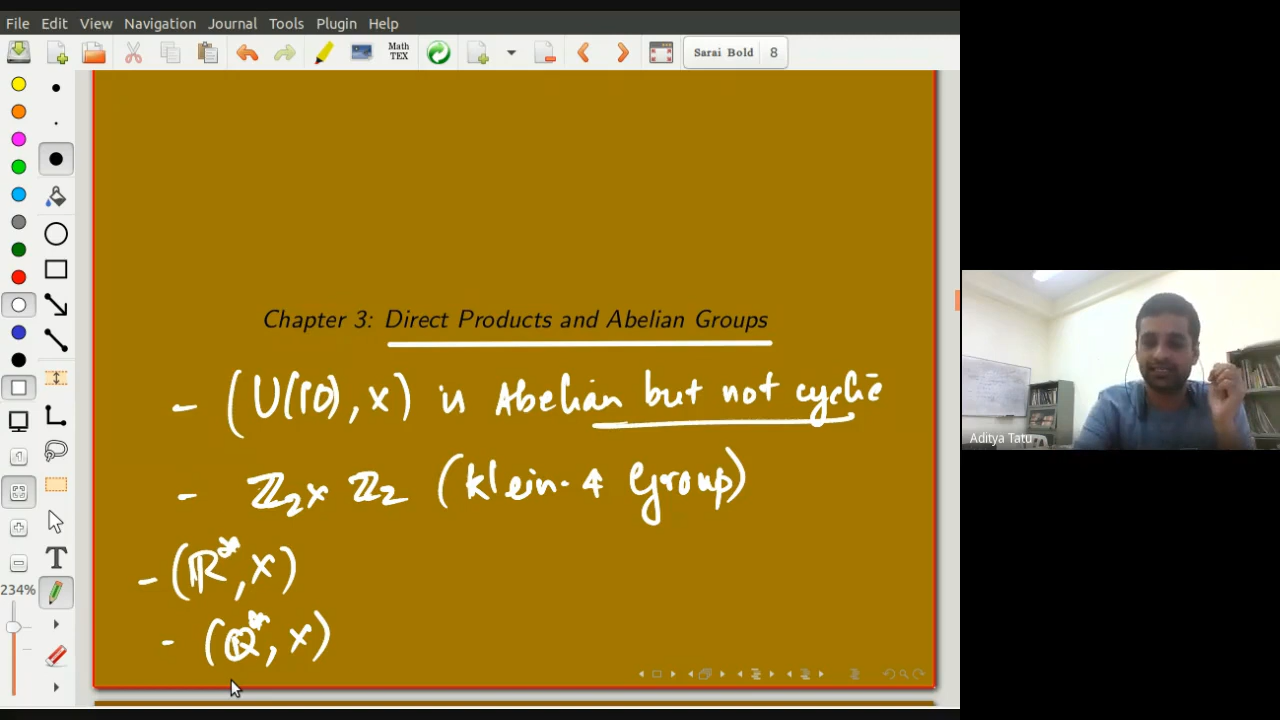 File Edit View Navigation Journal Tools Plugin Help
Math TEX Sarai Bold 8
Chapter 3: Direct Products and Abelian Groups
- (U(10), x) is Abelian but not cyclic
- ℤ₂ x ℤ₂ (Klein-4 Group)
- (ℝ*, x)
- (ℚ*, x)
234%
T
Aditya Tatu